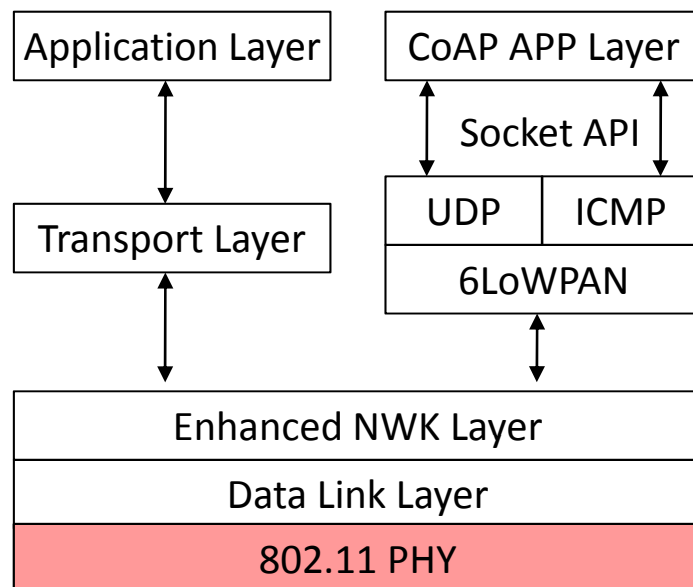 Application Layer
CoAP APP Layer
Socket API
Transport Layer
UDP
ICMP
6LoWPAN
Enhanced NWK Layer
Data Link Layer
802.11 PHY